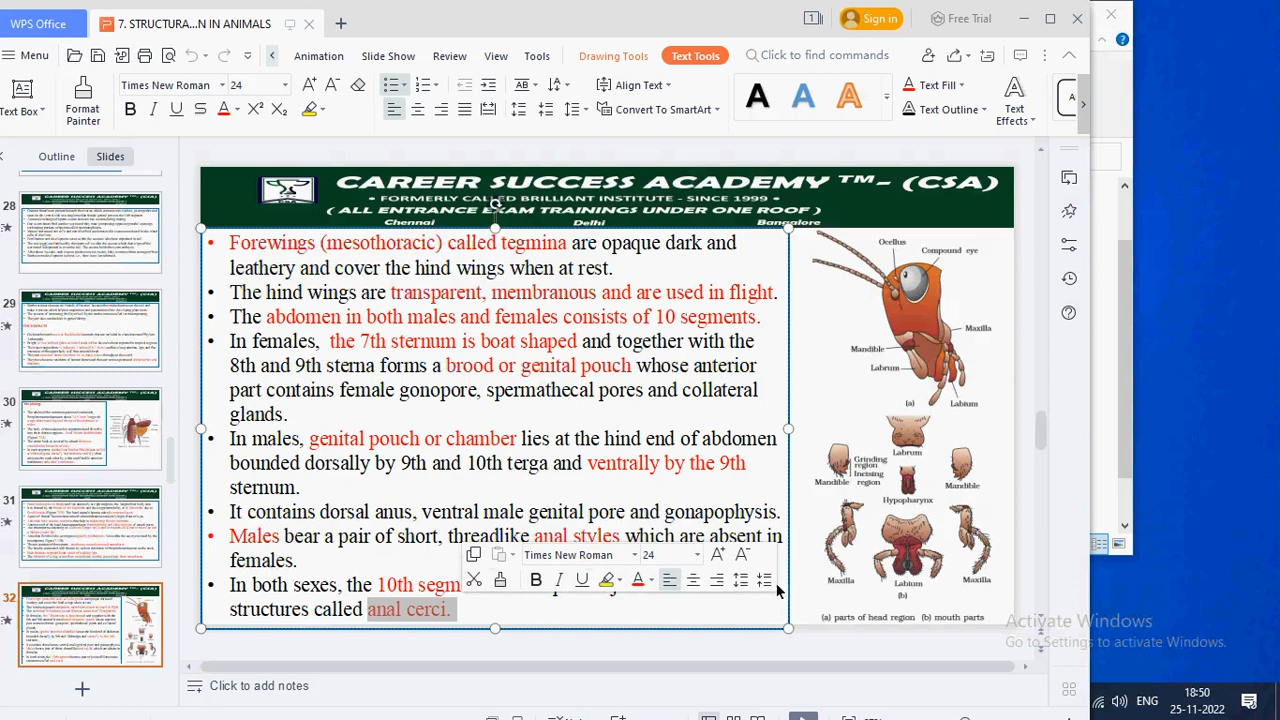 WPS Office
7. STRUCTURA...N IN ANIMALS
Sign in
Free Trial
Menu
Animation
Slide Show
Review
View
Tools
Drawing Tools
Text Tools
Click to find commands
Text Box
Format Painter
Times New Roman
24
Align Text
Convert To SmartArt
Text Fill
Text Outline
Text Effects
Outline
Slides
28
29
30
31
32
CAREER SUCCESS ACADEMY ™- (CSA)
• FORMERLY CALLED BRILLIANT INSTITUTE - SINCE 1999 •
Chennai Delhi Bangalore
• Forewings (mesothoracic) called tegmina are opaque dark and
leathery and cover the hind wings when at rest.
• The hind wings are transparent, membranous and are used in flight.
• The abdomen in both males and females consists of 10 segments.
• In females, the 7th sternum is boat shaped and together with the
8th and 9th sterna forms a brood or genital pouch whose anterior
part contains female gonopore, spermathecal pores and collateral
glands.
• In males, genital pouch or chamber lies at the hind end of
bounded dorsally by 9th and 10th terga and ventrally by the 9th
sternum.
• It contains dorsal anus, ventral male genital pore and gonapophysis.
• Males bear a pair of short, anal styles which are absent in
females.
• In both sexes, the 10th segm
structures called anal cerci.
Times New Roman
24
Ocellus
Compound eye
Maxilla
Mandible
Labrum
Labium
(a)
Labrum
Grinding region
Incising region
Mandible
Mandible
Hypopharynx
Maxilla
Labium
Maxilla
(b)
(a) parts of head region (b) mouth parts
Activate Windows
Go to Settings to activate Windows.
Click to add notes
ENG
18:50
25-11-2022